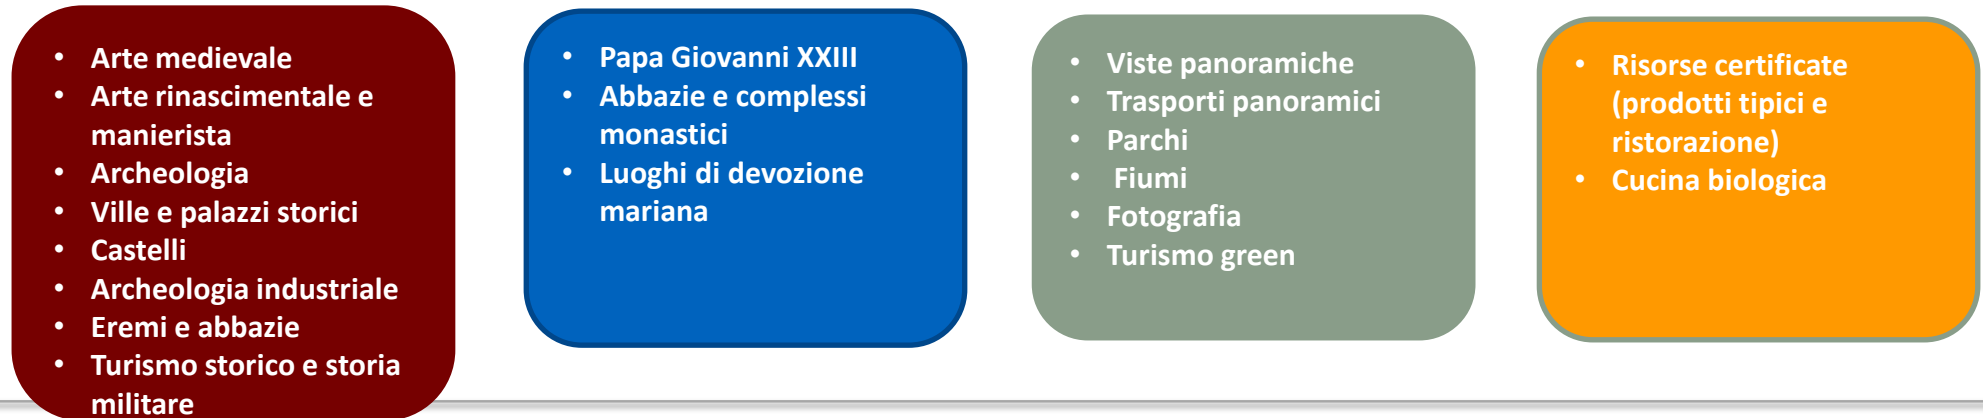 • Arte medievale
• Arte rinascimentale e
manierista
• Archeologia
• Ville e palazzi storici
• Castelli
• Archeologia industriale
• Eremi e abbazie
• Turismo storico e storia
militare
• Papa Giovanni XXIII
• Abbazie e complessi
monastici
• Luoghi di devozione
mariana
• Viste panoramiche
• Trasporti panoramici
• Parchi
• Fiumi
• Fotografia
• Turismo green
• Risorse certificate
(prodotti tipici e
ristorazione)
• Cucina biologica